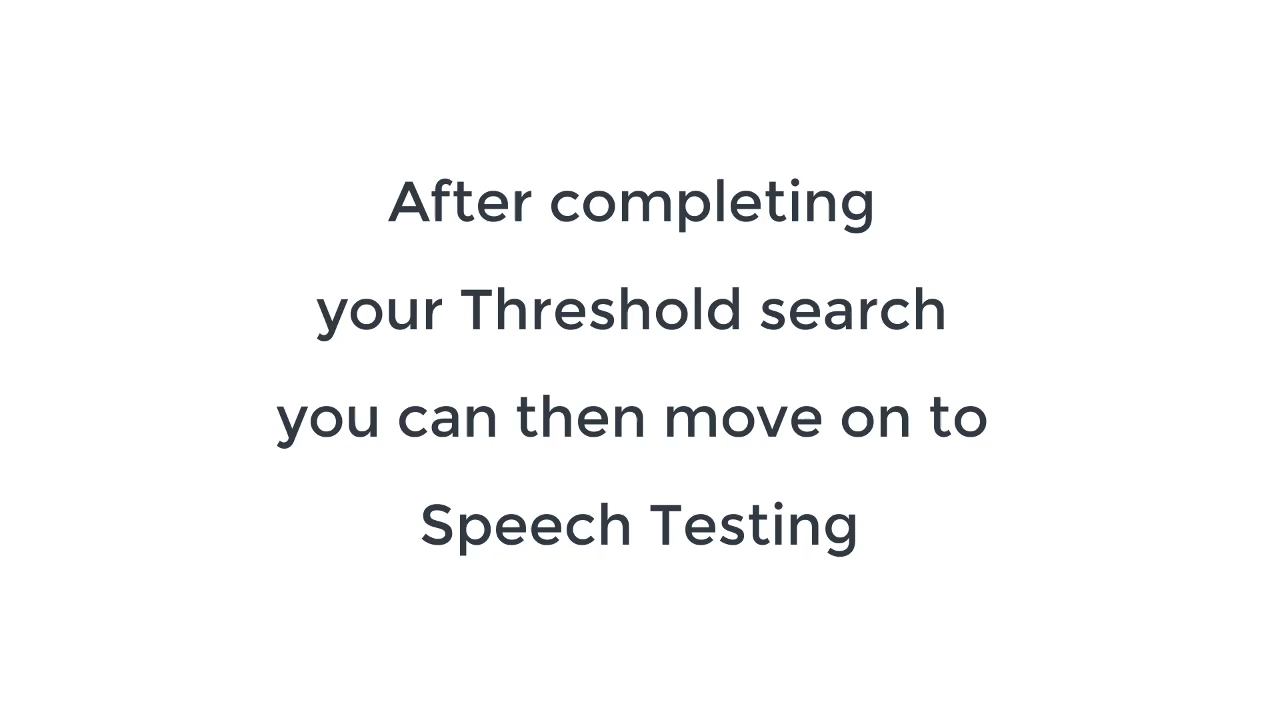 After completing
your Threshold search
you can then move on to
Speech Testing